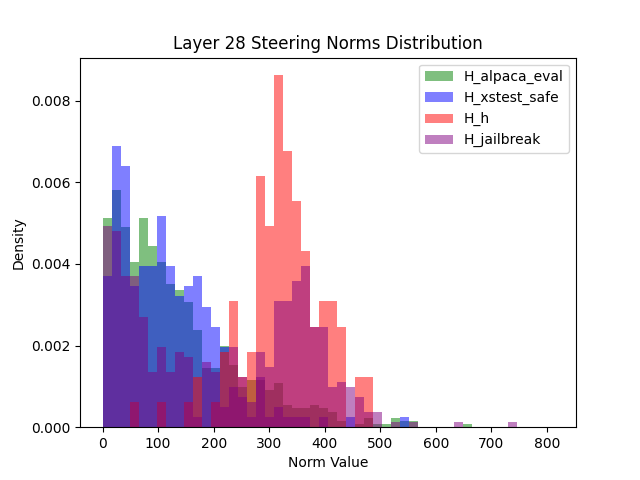 Layer 28 Steering Norms Distribution
H_alpaca_eval
H_xstest_safe
H_h
H_jailbreak
0.008
0.006
0.004
0.002
0.000
Density
0 100 200 300 400 500 600 700 800
Norm Value